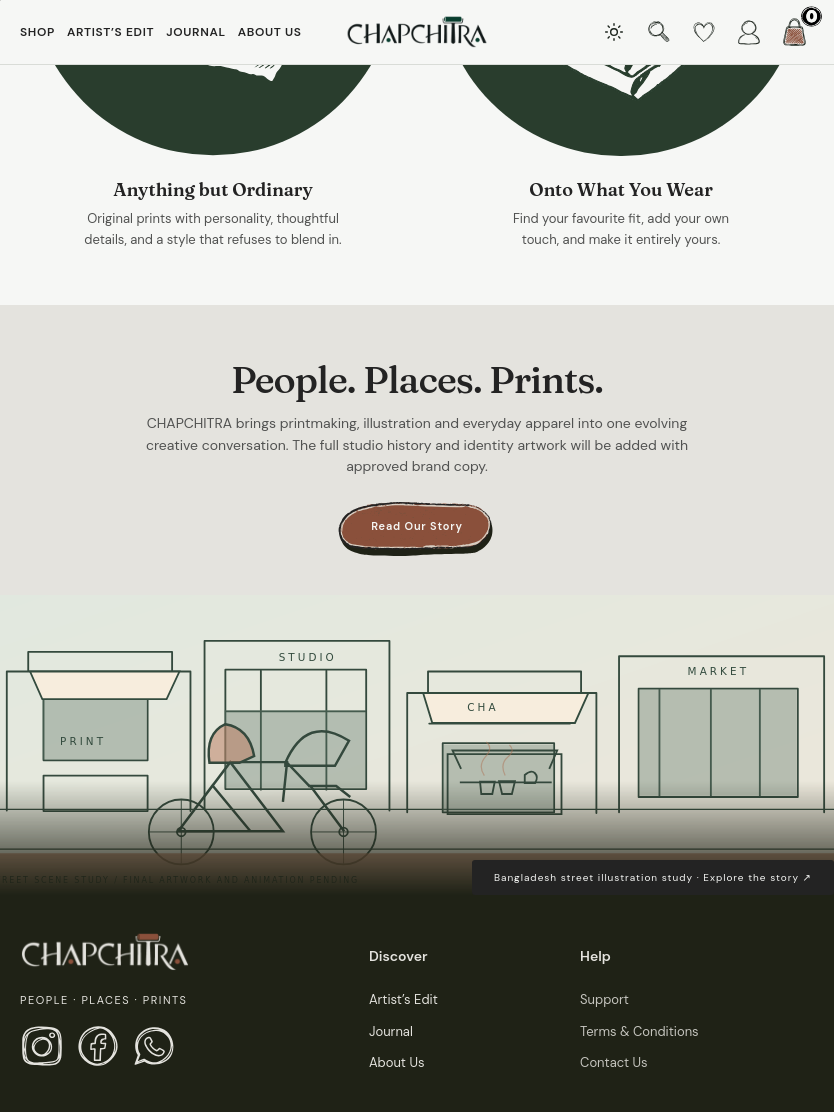 SHOP ARTIST'S EDIT JOURNAL ABOUT US
CHAPCHITRA
0
Anything but Ordinary
Original prints with personality, thoughtful
details, and a style that refuses to blend in.
Onto What You Wear
Find your favourite fit, add your own
touch, and make it entirely yours.
People. Places. Prints.
CHAPCHITRA brings printmaking, illustration and everyday apparel into one evolving
creative conversation. The full studio history and identity artwork will be added with
approved brand copy.
Read Our Story
STUDIO
MARKET
CHA
PRINT
SCENE STUDY / FINAL ARTWORK AND ANIMATION PENDING
Bangladesh street illustration study · Explore the story ↗
CHAPCHITRA
PEOPLE · PLACES · PRINTS
Discover
Artist's Edit
Journal
About Us
Help
Support
Terms & Conditions
Contact Us